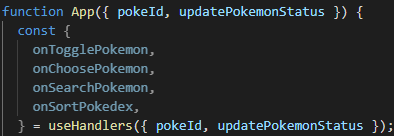 function App({ pokeId, updatePokemonStatus }) {
  const {
    onTogglePokemon,
    onChoosePokemon,
    onSearchPokemon,
    onSortPokedex,
  } = useHandlers({ pokeId, updatePokemonStatus });